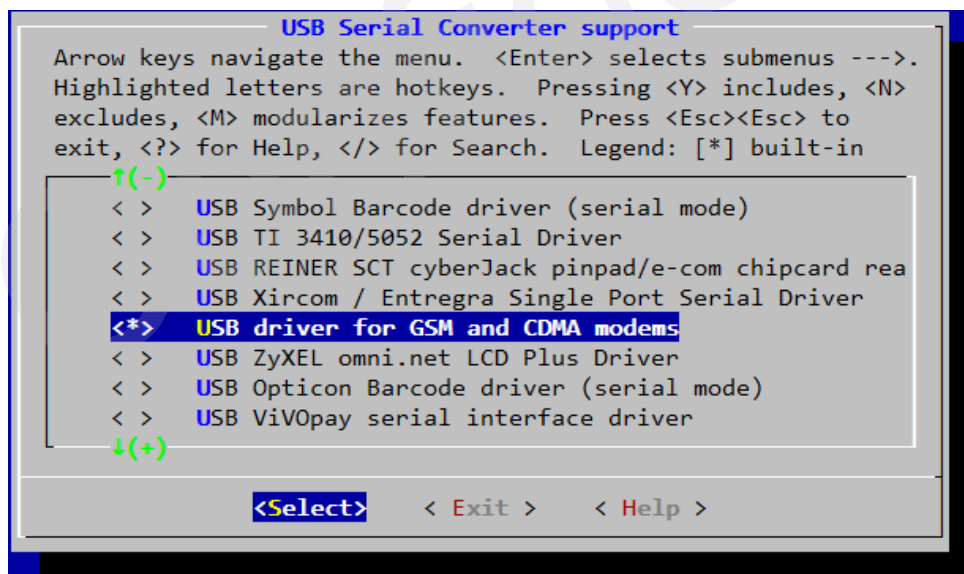 USB Serial Converter support
Arrow keys navigate the menu.  <Enter> selects submenus --->.
Highlighted letters are hotkeys.  Pressing <Y> includes, <N>
excludes, <M> modularizes features.  Press <Esc><Esc> to
exit, <?> for Help, </> for Search.  Legend: [*] built-in
↑(-)
< > USB Symbol Barcode driver (serial mode)
< > USB TI 3410/5052 Serial Driver
< > USB REINER SCT cyberJack pinpad/e-com chipcard rea
< > USB Xircom / Entregra Single Port Serial Driver
<*> USB driver for GSM and CDMA modems
< > USB ZyXEL omni.net LCD Plus Driver
< > USB Opticon Barcode driver (serial mode)
< > USB ViVOpay serial interface driver
↓(+)
<Select> < Exit > < Help >